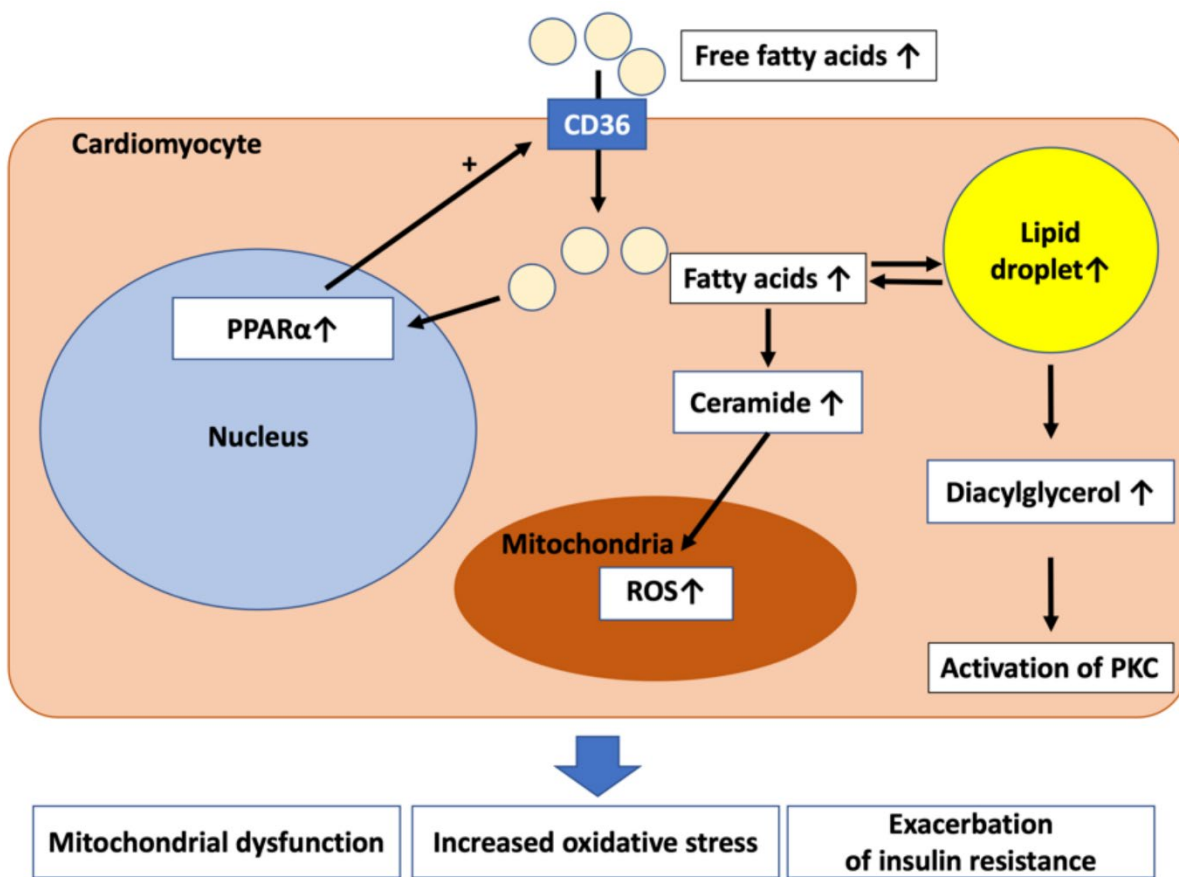 Free fatty acids ↑
CD36
Cardiomyocyte
+
Lipid
droplet↑
Fatty acids ↑
PPARα↑
Ceramide ↑
Nucleus
Diacylglycerol ↑
Mitochondria
ROS↑
Activation of PKC
Mitochondrial dysfunction
Increased oxidative stress
Exacerbation
of insulin resistance